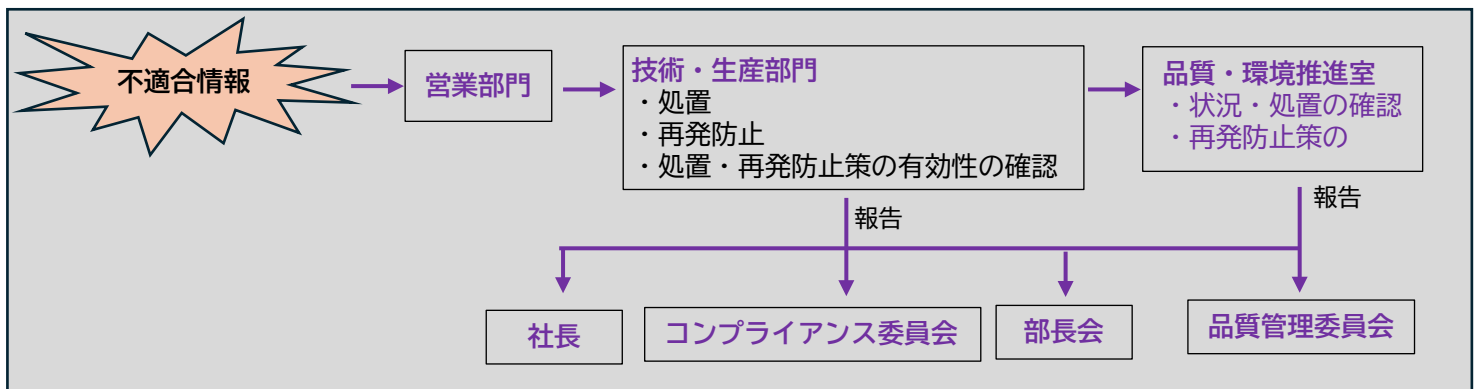 不適合情報
営業部門
技術・生産部門
・処置
・再発防止
・処置・再発防止策の有効性の確認
品質・環境推進室
・状況・処置の確認
・再発防止策の
報告
報告
社長
コンプライアンス委員会
部長会
品質管理委員会